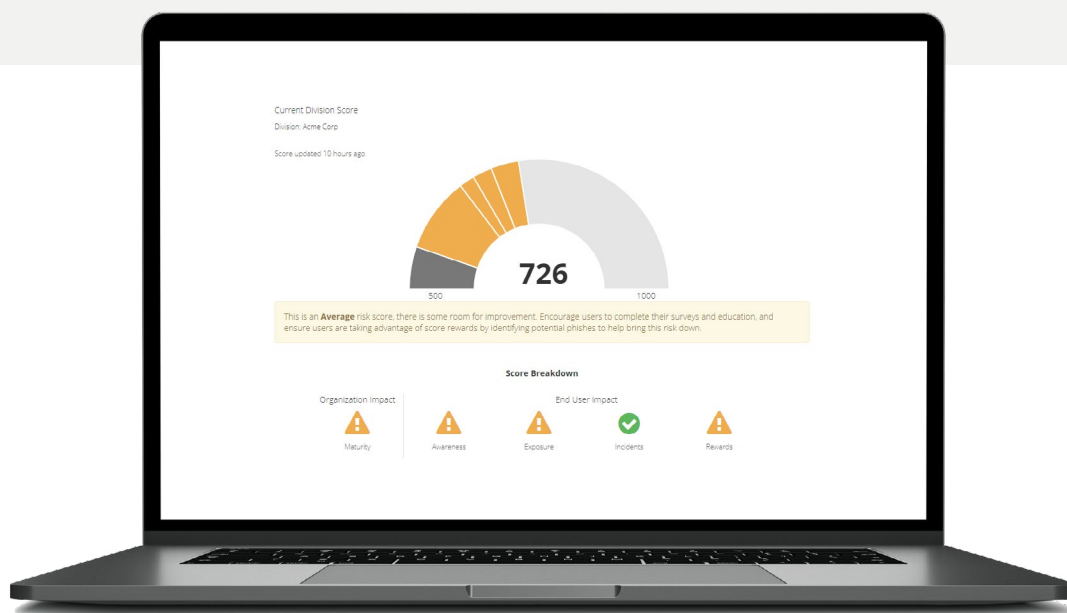 Current Division Score
Division: Acme Corp
Score updated 10 hours ago
726
500
1000
This is an Average risk score, there is some room for improvement. Encourage users to complete their surveys and education, and
ensure users are taking advantage of score rewards by identifying potential phishes to help bring this risk down.
Score Breakdown
Organization Impact
End User Impact
Maturity
Awareness
Exposure
Incidents
Rewards